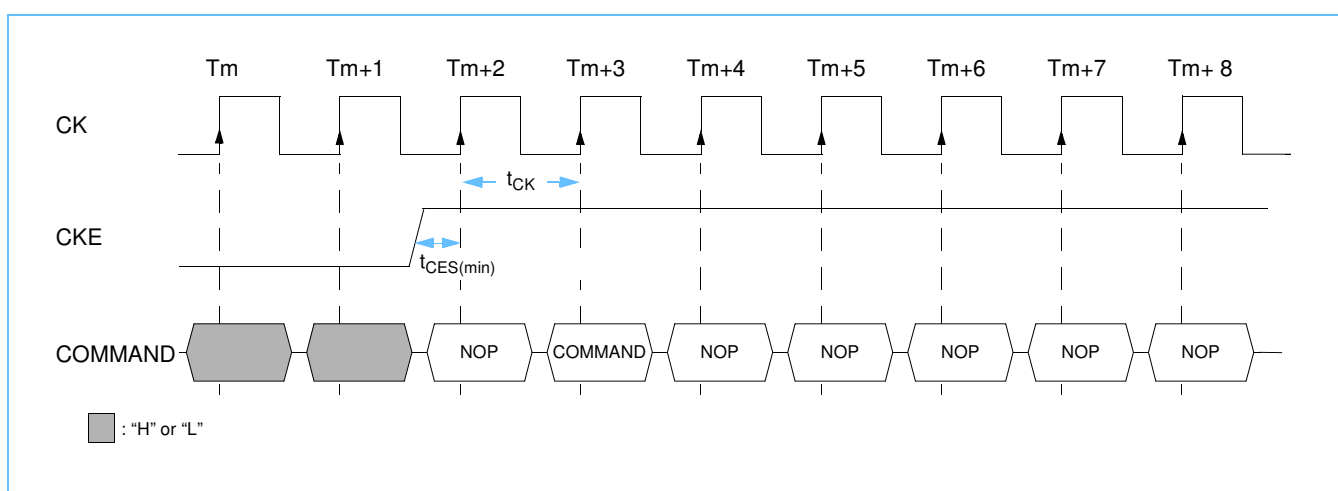 Tm Tm+1 Tm+2 Tm+3 Tm+4 Tm+5 Tm+6 Tm+7 Tm+ 8
CK
tCK
CKE
tCES(min)
COMMAND NOP COMMAND NOP NOP NOP NOP NOP
: “H” or “L”